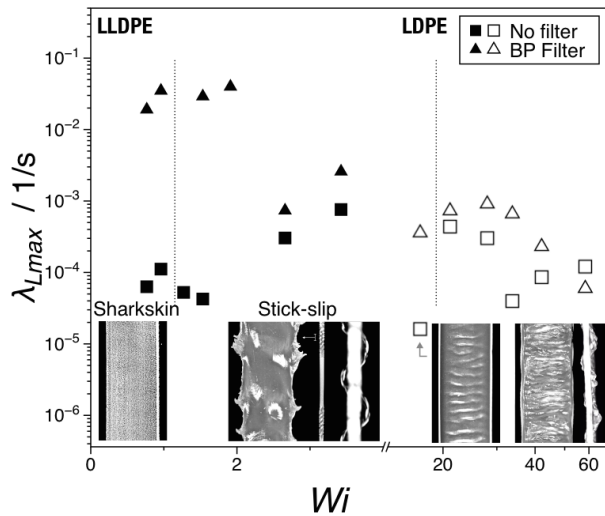 LLDPE
LDPE
No filter
BP Filter
10⁻¹
10⁻²
10⁻³
10⁻⁴
10⁻⁵
10⁻⁶
λLmax / 1/s
Sharkskin
Stick-slip
0
2
20
40
60
Wi